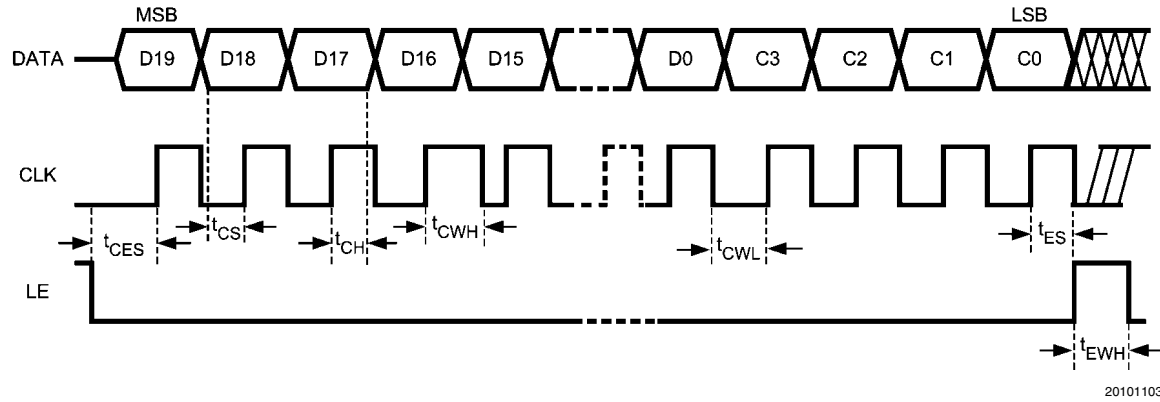 MSB LSB
DATA D19 D18 D17 D16 D15 D0 C3 C2 C1 C0
CLK
tCES tCS tCH tCWH tCWL tES
LE
tEWH
20101103